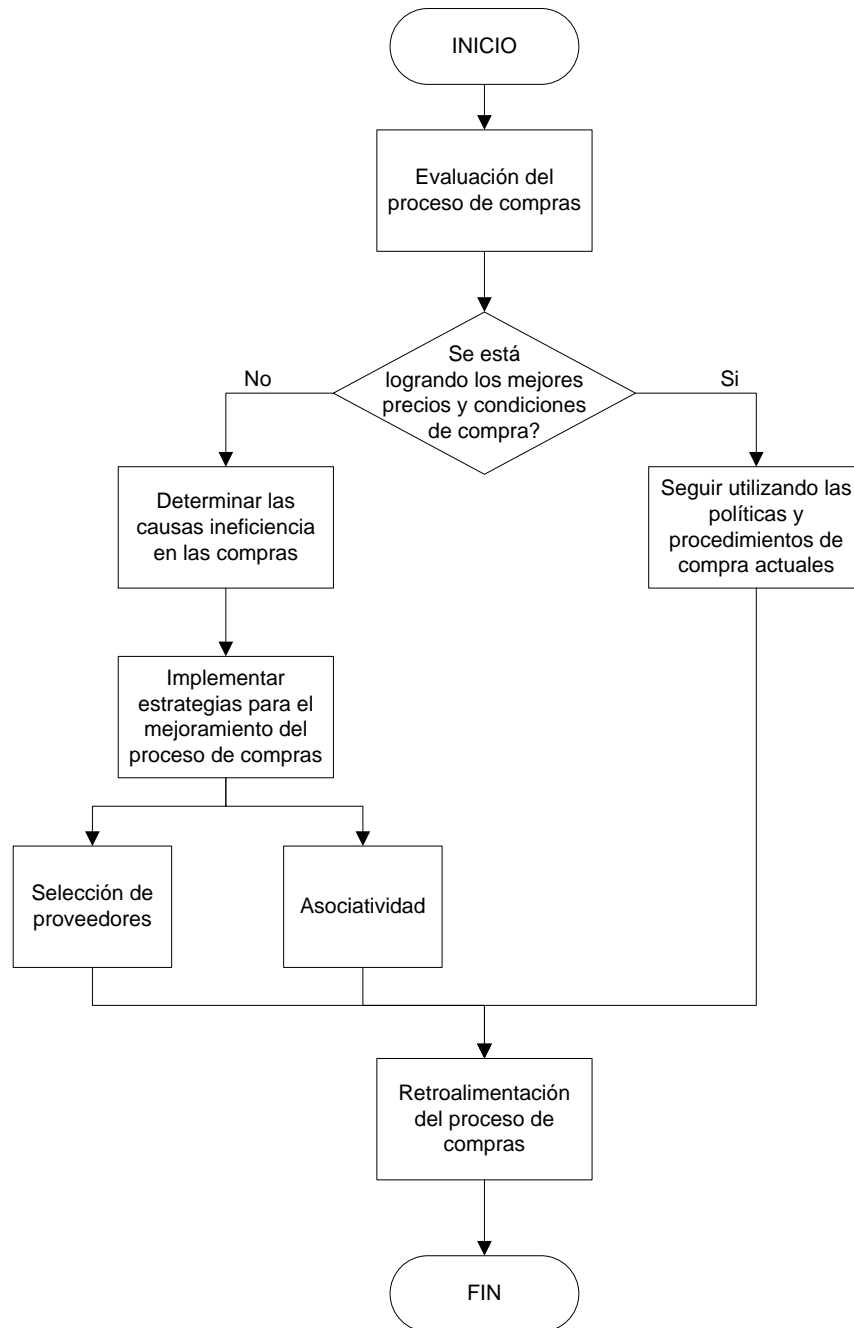 INICIO
Evaluación del
proceso de compras
Se está
logrando los mejores
precios y condiciones
de compra?
No
Si
Determinar las
causas ineficiencia
en las compras
Seguir utilizando las
políticas y
procedimientos de
compra actuales
Implementar
estrategias para el
mejoramiento del
proceso de compras
Selección de
proveedores
Asociatividad
Retroalimentación
del proceso de
compras
FIN